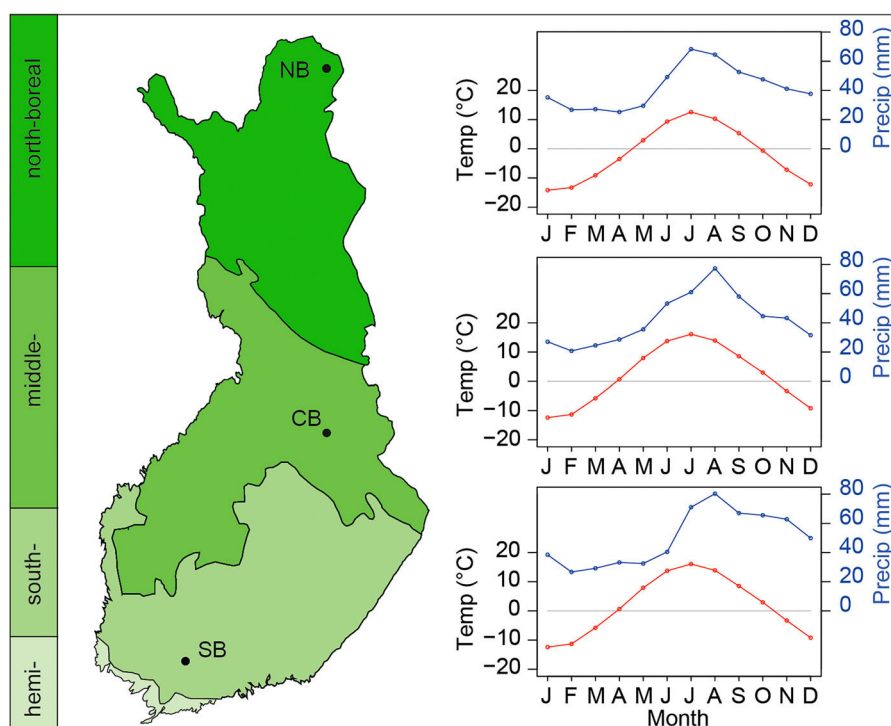 north-boreal
middle-
south-
hemi-
NB
CB
SB
Temp (°C)
20
10
0
−10
−20
80
60
40
20
0
Precip (mm)
J F M A M J J A S O N D
Temp (°C)
20
10
0
−10
−20
80
60
40
20
0
Precip (mm)
J F M A M J J A S O N D
Temp (°C)
20
10
0
−10
−20
80
60
40
20
0
Precip (mm)
J F M A M J J A S O N D
Month